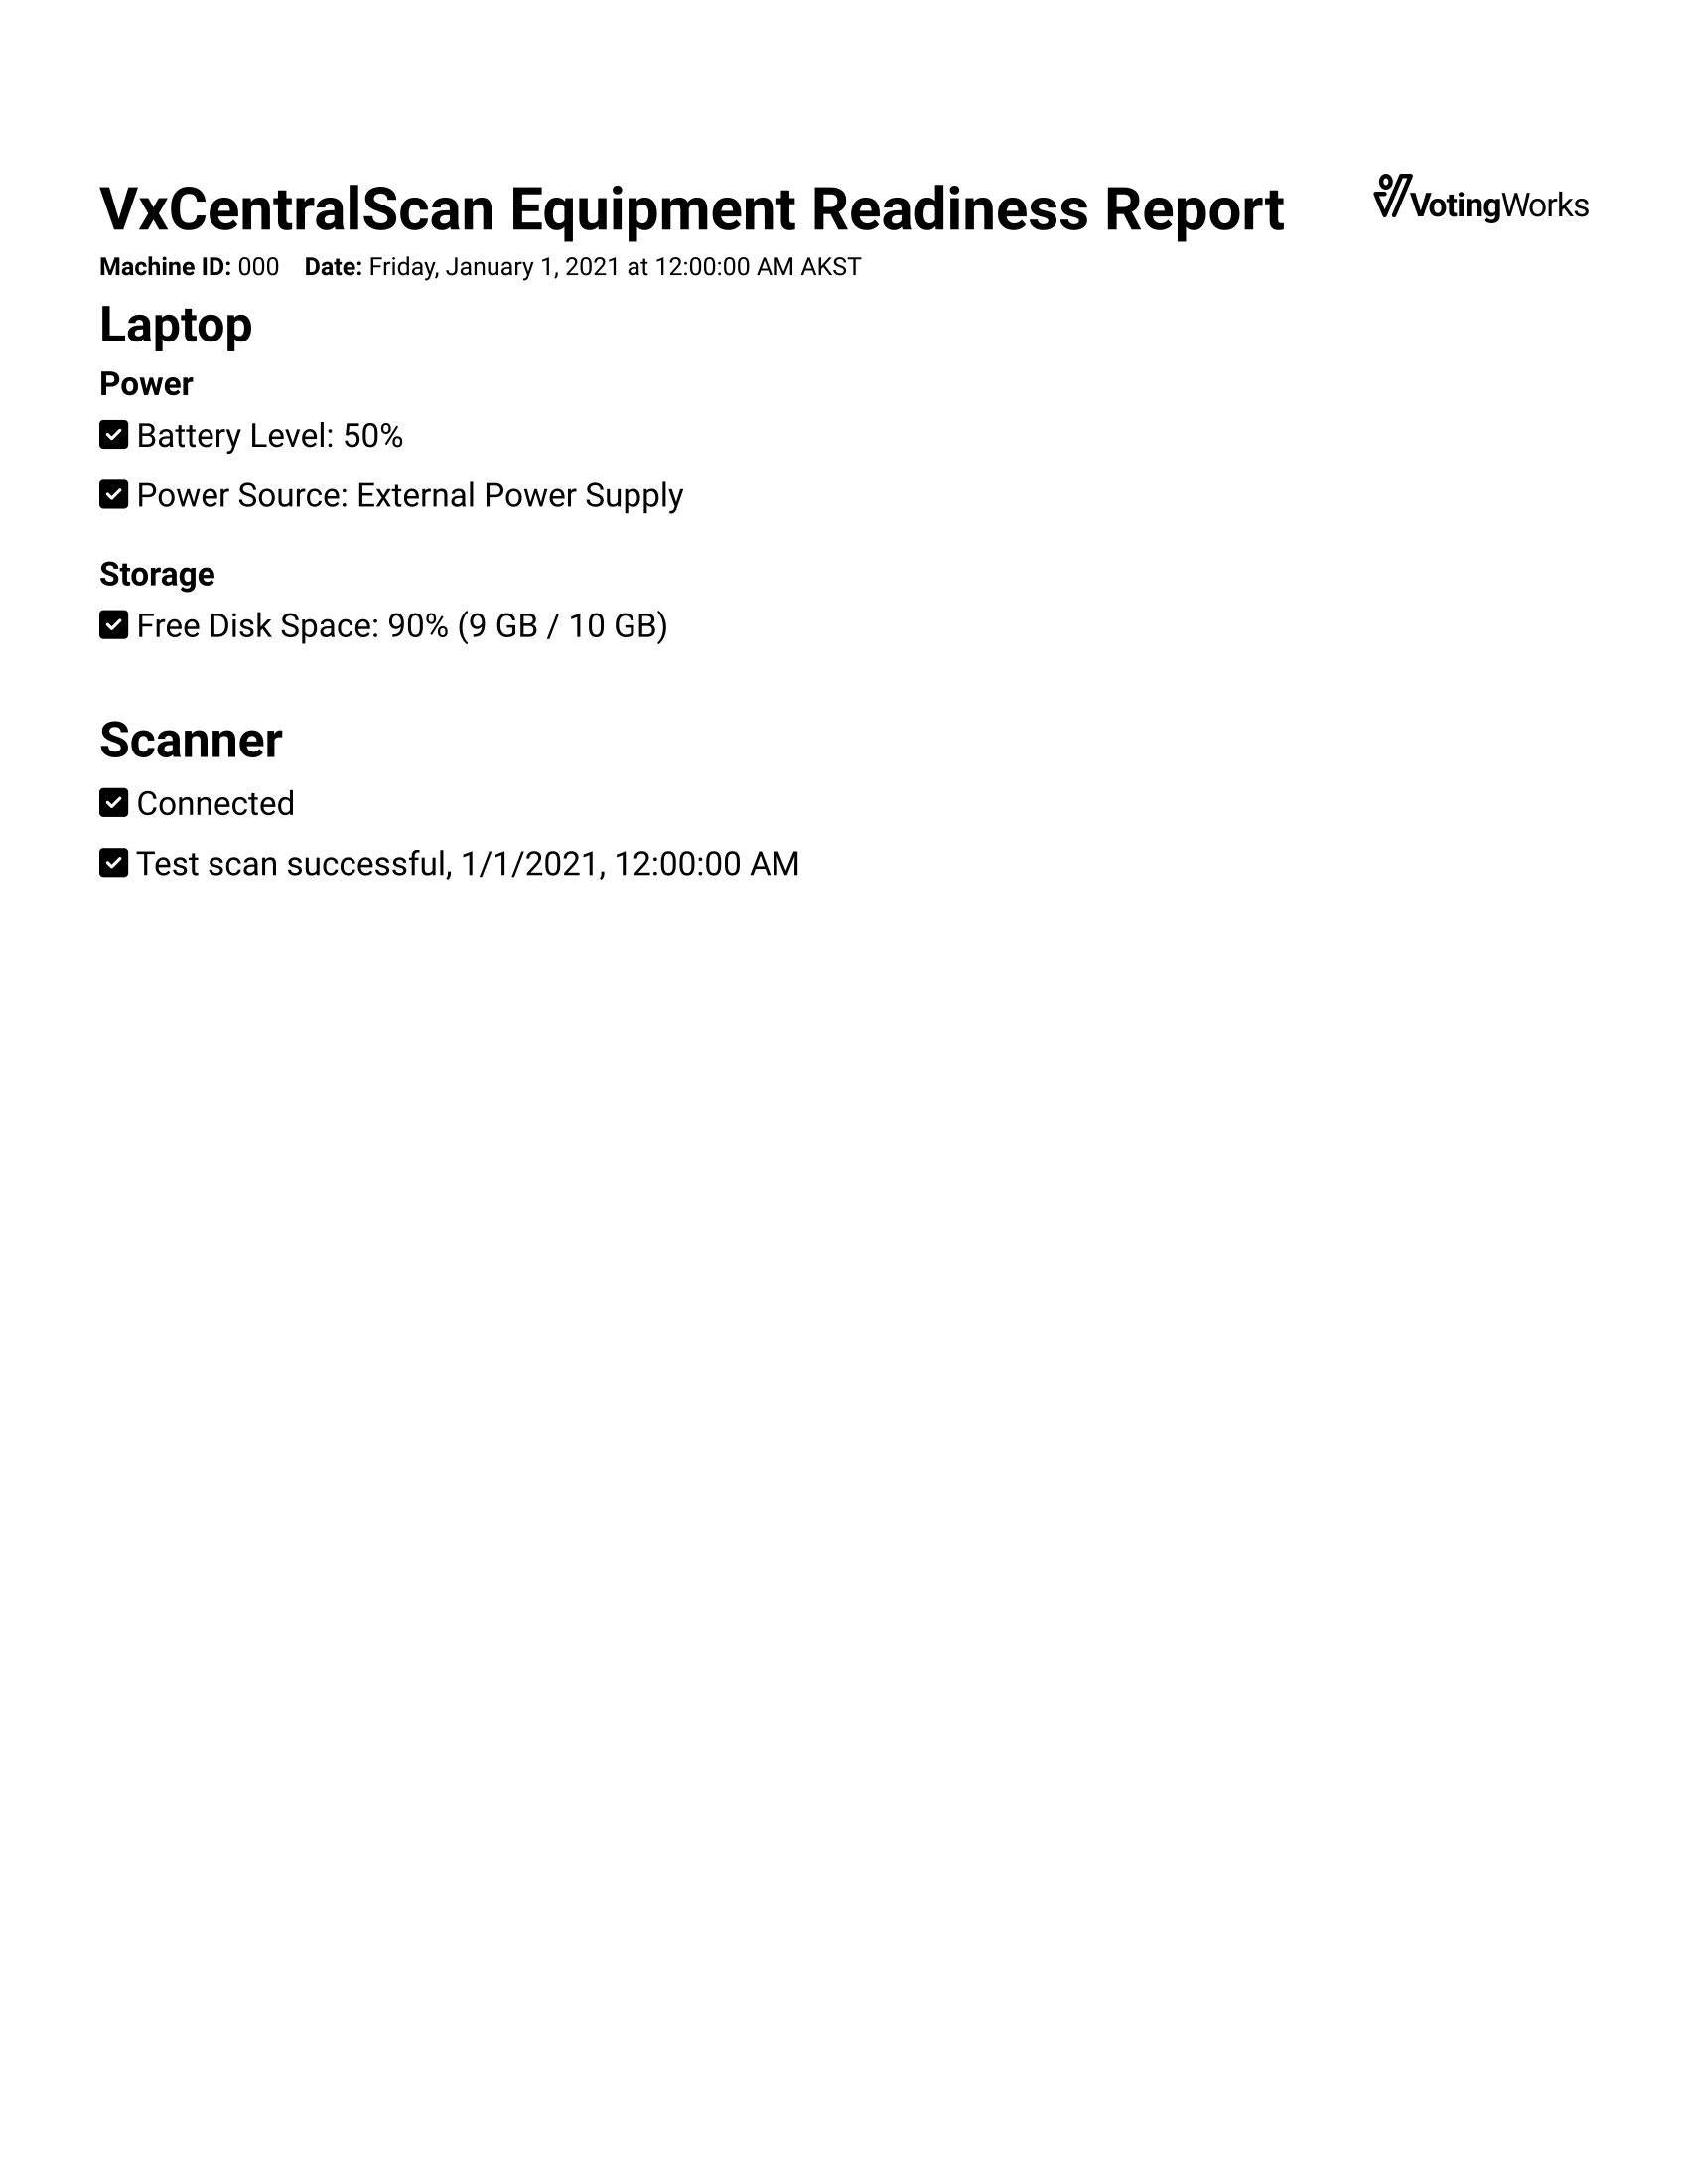 VxCentralScan Equipment Readiness Report
VotingWorks
Machine ID: 000 Date: Friday, January 1, 2021 at 12:00:00 AM AKST
Laptop
Power
Battery Level: 50%
Power Source: External Power Supply
Storage
Free Disk Space: 90% (9 GB / 10 GB)
Scanner
Connected
Test scan successful, 1/1/2021, 12:00:00 AM